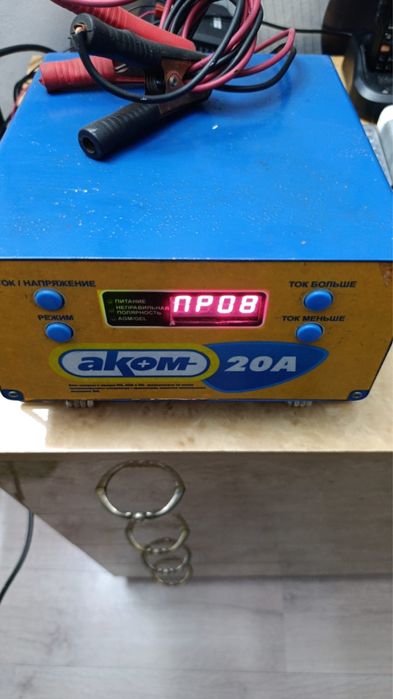 ТОК / НАПРЯЖЕНИЕ
ПИТАНИЕ
НЕПРАВИЛЬНАЯ
ПОЛЯРНОСТЬ
AGM/GEL
ПР08
ТОК БОЛЬШЕ
РЕЖИМ
ТОК МЕНЬШЕ
аком
20А